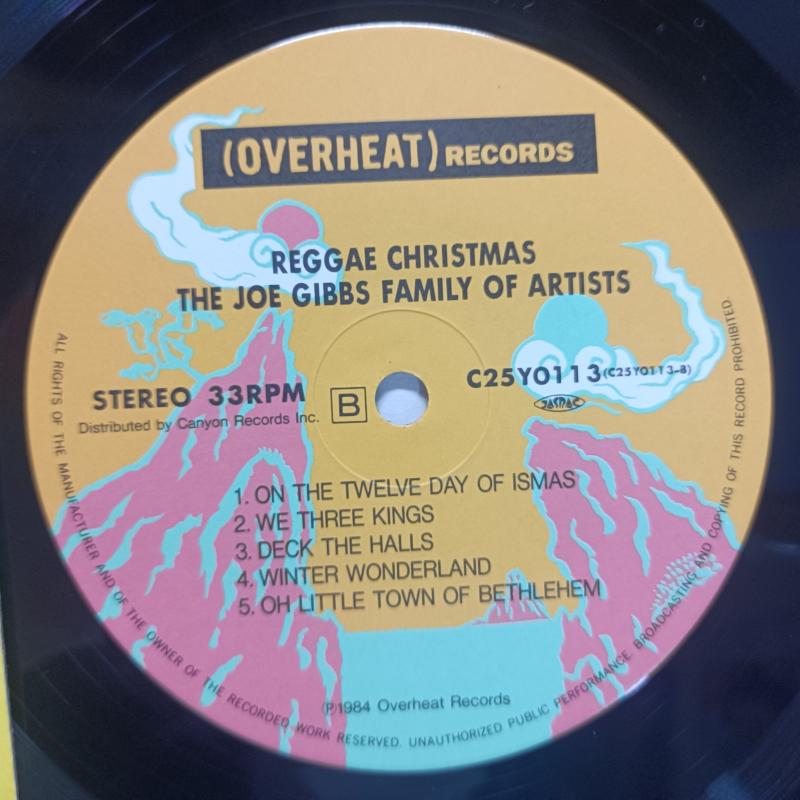 (OVERHEAT) RECORDS
REGGAE CHRISTMAS
THE JOE GIBBS FAMILY OF ARTISTS
STEREO 33RPM
Distributed by Canyon Records Inc.
B
C25Y0113(C25Y0113-B)
JASRAC
1. ON THE TWELVE DAY OF ISMAS
2. WE THREE KINGS
3. DECK THE HALLS
4. WINTER WONDERLAND
5. OH LITTLE TOWN OF BETHLEHEM
Ⓟ1984 Overheat Records
ALL RIGHTS OF THE MANUFACTURER AND OF THE OWNER OF THE RECORDED WORK RESERVED. UNAUTHORIZED PUBLIC PERFORMANCE. BROADCASTING AND COPYING OF THIS RECORD PROHIBITED.